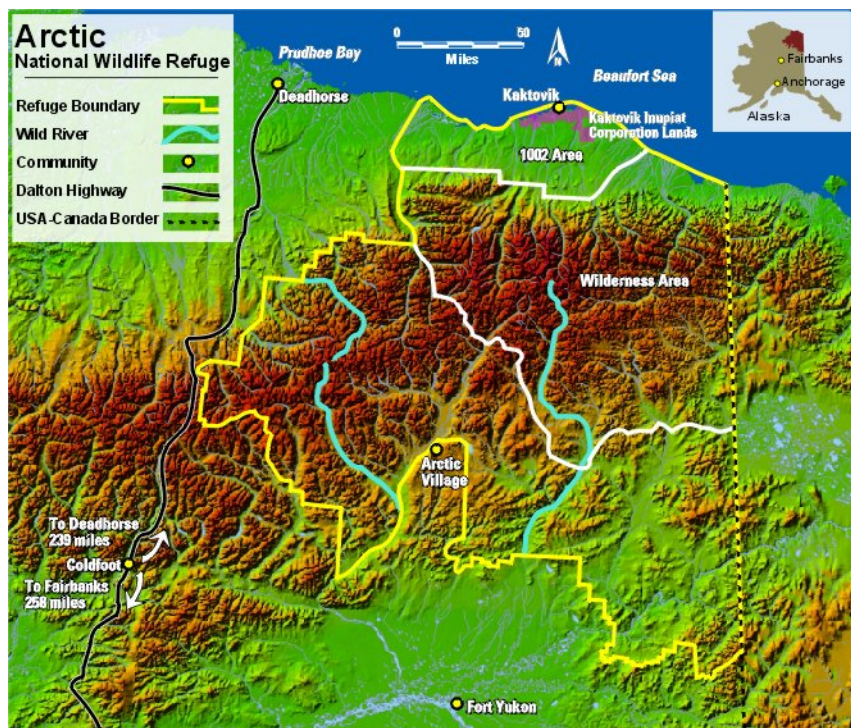 Arctic
National Wildlife Refuge
Refuge Boundary
Wild River
Community
Dalton Highway
USA-Canada Border
Prudhoe Bay
Deadhorse
0
50
Miles
N
Beaufort Sea
Kaktovik
Kaktovik Inupiat
Corporation Lands
1002 Area
Fairbanks
Anchorage
Alaska
Wilderness Area
Arctic
Village
To Deadhorse
239 miles
Coldfoot
To Fairbanks
258 miles
Fort Yukon